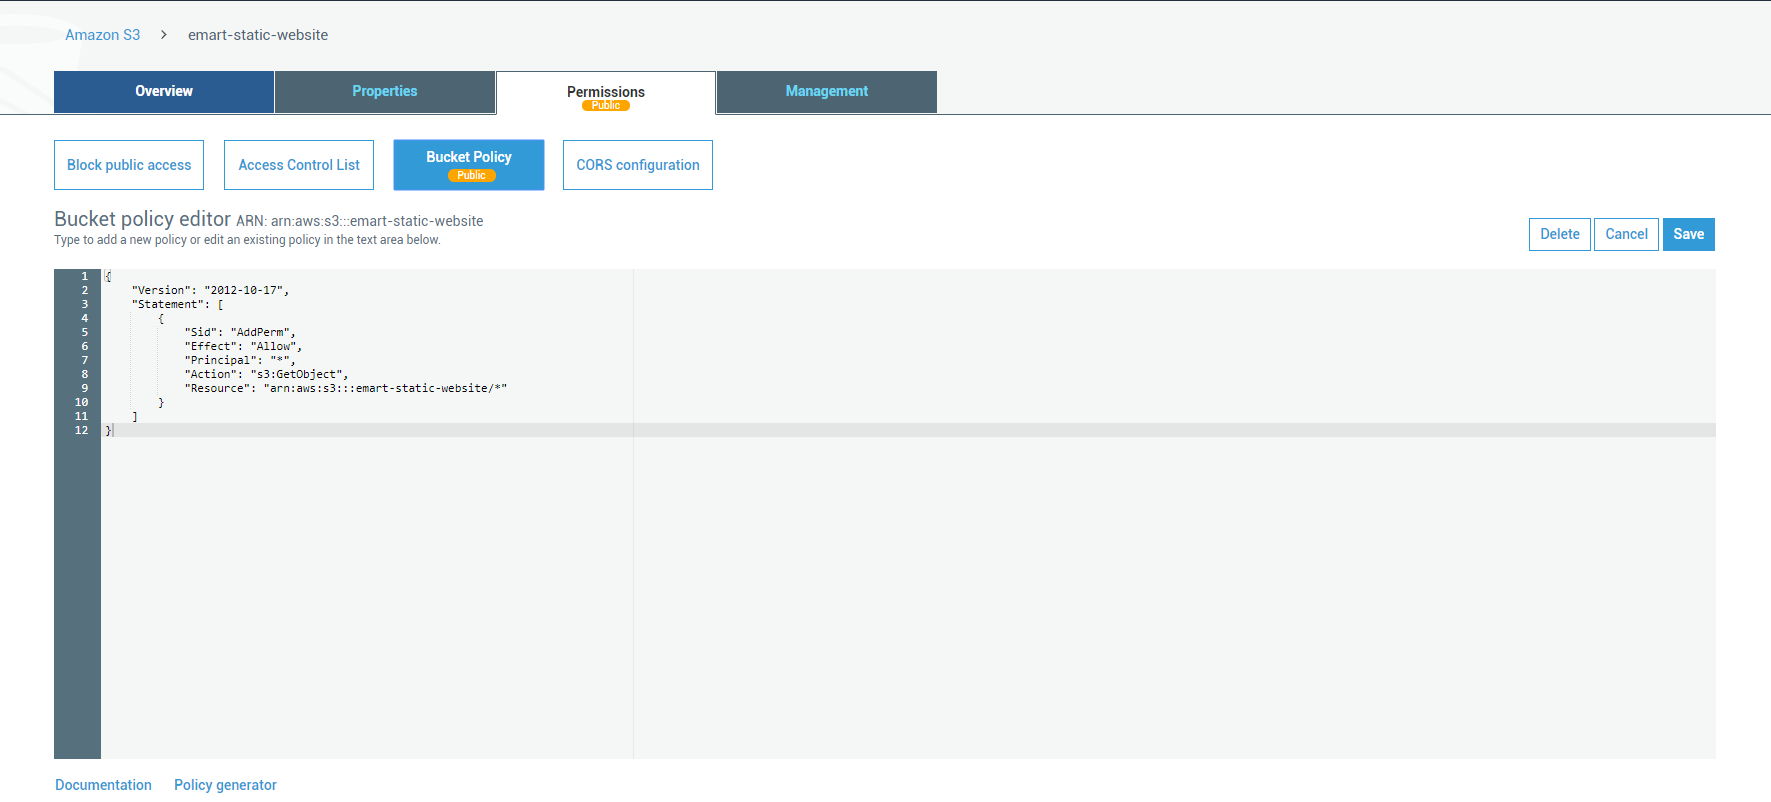 Amazon S3 > emart-static-website
Overview Properties Permissions Management
Public
Block public access Access Control List Bucket Policy CORS configuration
Public
Bucket policy editor ARN: arn:aws:s3:::emart-static-website
Type to add a new policy or edit an existing policy in the text area below.
Delete Cancel Save
1 {
2 "Version": "2012-10-17",
3 "Statement": [
4 {
5 "Sid": "AddPerm",
6 "Effect": "Allow",
7 "Principal": "*",
8 "Action": "s3:GetObject",
9 "Resource": "arn:aws:s3:::emart-static-website/*"
10 }
11 ]
12 }
Documentation Policy generator